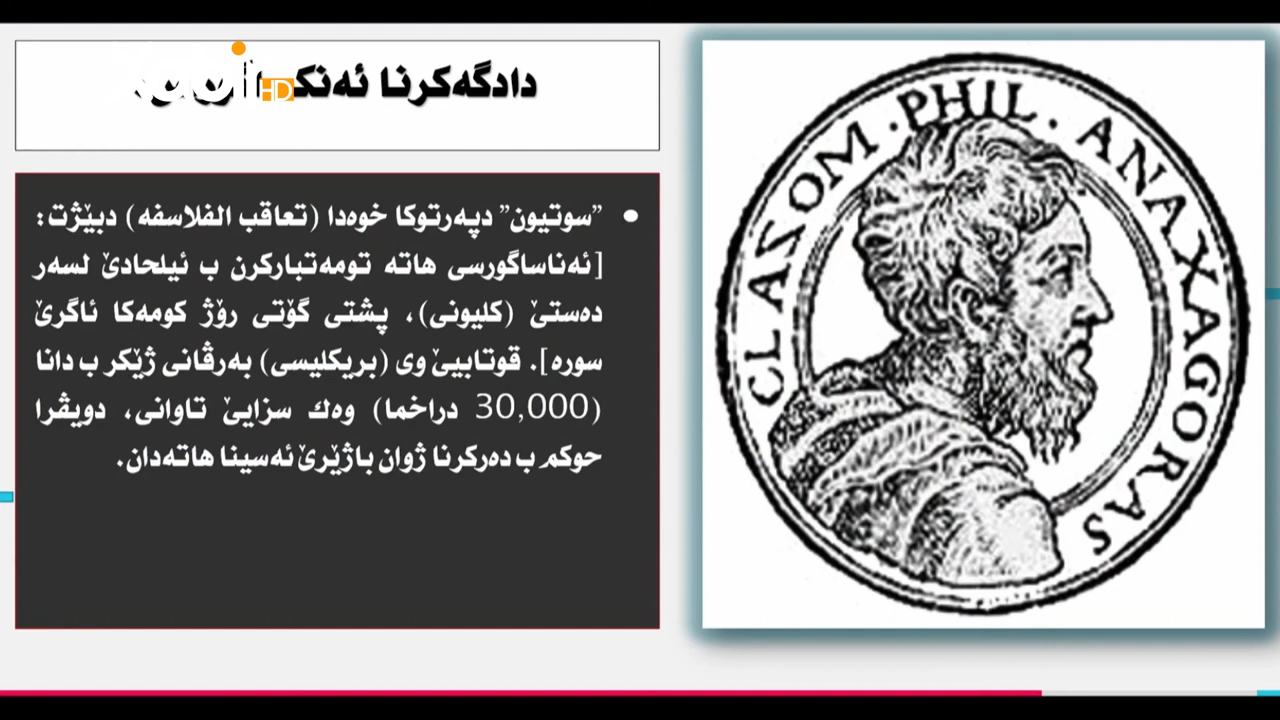 دادگەکرنا
HD
• ”سوتیون” دپەرتوکا خوەدا (تعاقب الفلاسفە) دبێژت:
[ئەناساگورسی هاتە تومەتبارکرن ب ئیلحادێ لسەر
دەستێ (کلیونی)، پشتی گۆتی رۆژ کومەکا ئاگرێ
سورە]. قوتابیێ وی (بریکلیسی) بەرڤانی ژێکر ب دانا
(30,000 دراخما) وەك سزایێ تاوانی، دویڤرا
حوکم ب دەرکرنا ژوان باژێرێ ئەسینا هاتەدان.
CLAZOM . PHIL . ANAXAGORAS